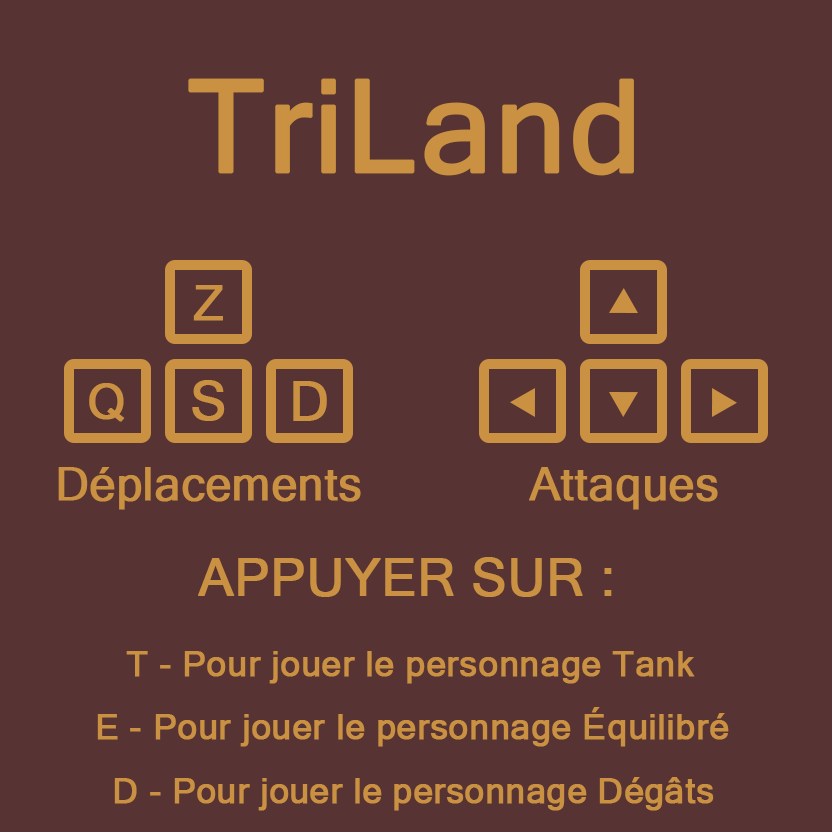 TriLand
Z
Q S D
Déplacements
Attaques
APPUYER SUR :
T - Pour jouer le personnage Tank
E - Pour jouer le personnage Équilibré
D - Pour jouer le personnage Dégâts